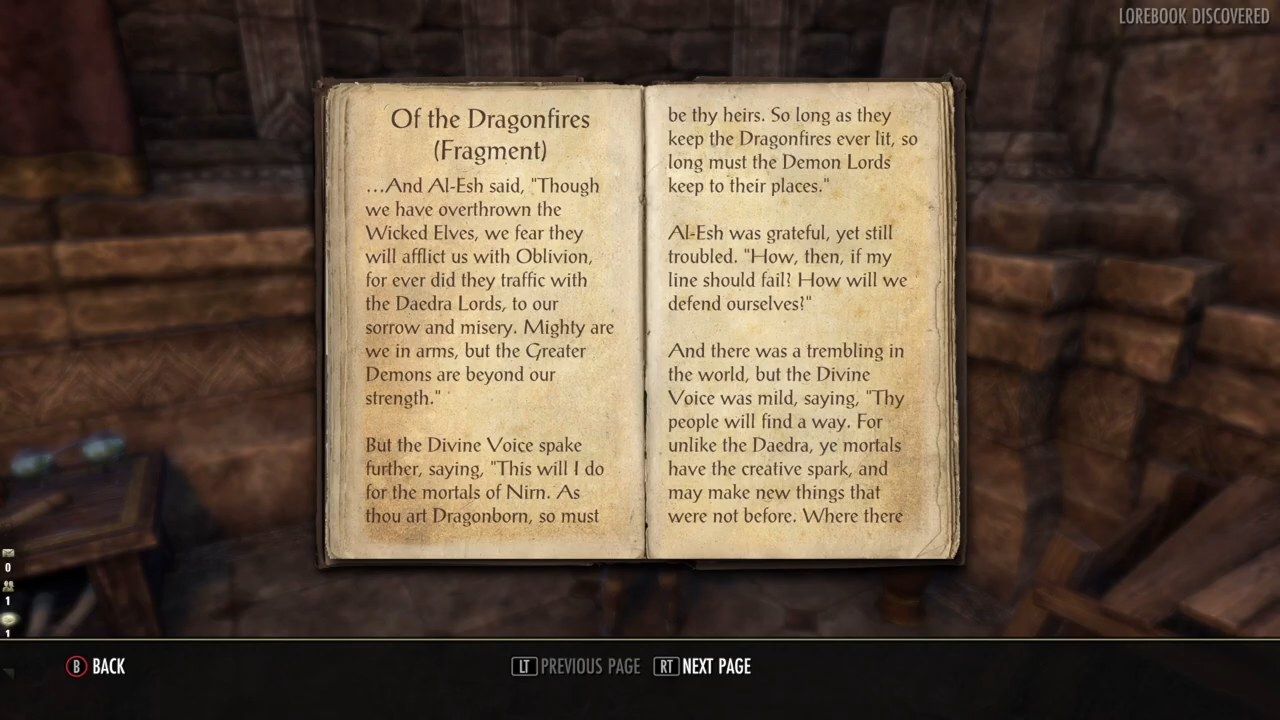 LOREBOOK DISCOVERED
Of the Dragonfires
(Fragment)
...And Al-Esh said, "Though
we have overthrown the
Wicked Elves, we fear they
will afflict us with Oblivion,
for ever did they traffic with
the Daedra Lords, to our
sorrow and misery. Mighty are
we in arms, but the Greater
Demons are beyond our
strength."
But the Divine Voice spake
further, saying, "This will I do
for the mortals of Nirn. As
thou art Dragonborn, so must
be thy heirs. So long as they
keep the Dragonfires ever lit, so
long must the Demon Lords
keep to their places."
Al-Esh was grateful, yet still
troubled. "How, then, if my
line should fail? How will we
defend ourselves?"
And there was a trembling in
the world, but the Divine
Voice was mild, saying, "Thy
people will find a way. For
unlike the Daedra, ye mortals
have the creative spark, and
may make new things that
were not before. Where there
0
1
1
B BACK
LT PREVIOUS PAGE RT NEXT PAGE